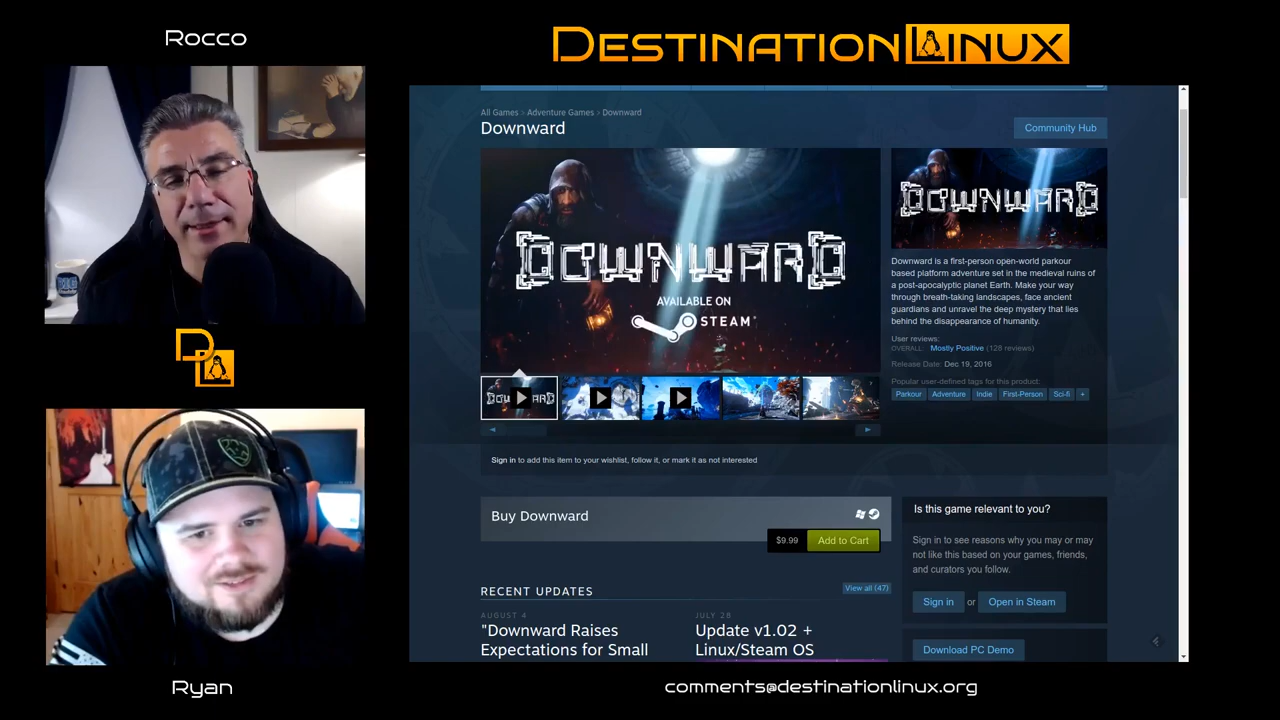 Rocco
DESTINATION LINUX
All Games > Adventure Games > Downward
Downward
Community Hub
DOWNWARD
AVAILABLE ON
STEAM
DOWNWARD
Downward is a first-person open-world parkour
based platform adventure set in the medieval ruins of
a post-apocalyptic planet Earth. Make your way
through breath-taking landscapes, face ancient
guardians and unravel the deep mystery that lies
behind the disappearance of humanity.
User reviews:
OVERALL: Mostly Positive (128 reviews)
Release Date: Dec 19, 2016
Popular user-defined tags for this product:
Parkour Adventure Indie First-Person Sci-fi +
DL
Sign in to add this item to your wishlist, follow it, or mark it as not interested
Buy Downward
$9.99 Add to Cart
Is this game relevant to you?
Sign in to see reasons why you may or may
not like this based on your games, friends,
and curators you follow.
Sign in or Open in Steam
Download PC Demo
RECENT UPDATES
View all (47)
AUGUST 4
"Downward Raises
Expectations for Small
JULY 28
Update v1.02 +
Linux/Steam OS
Ryan
comments@destinationlinux.org